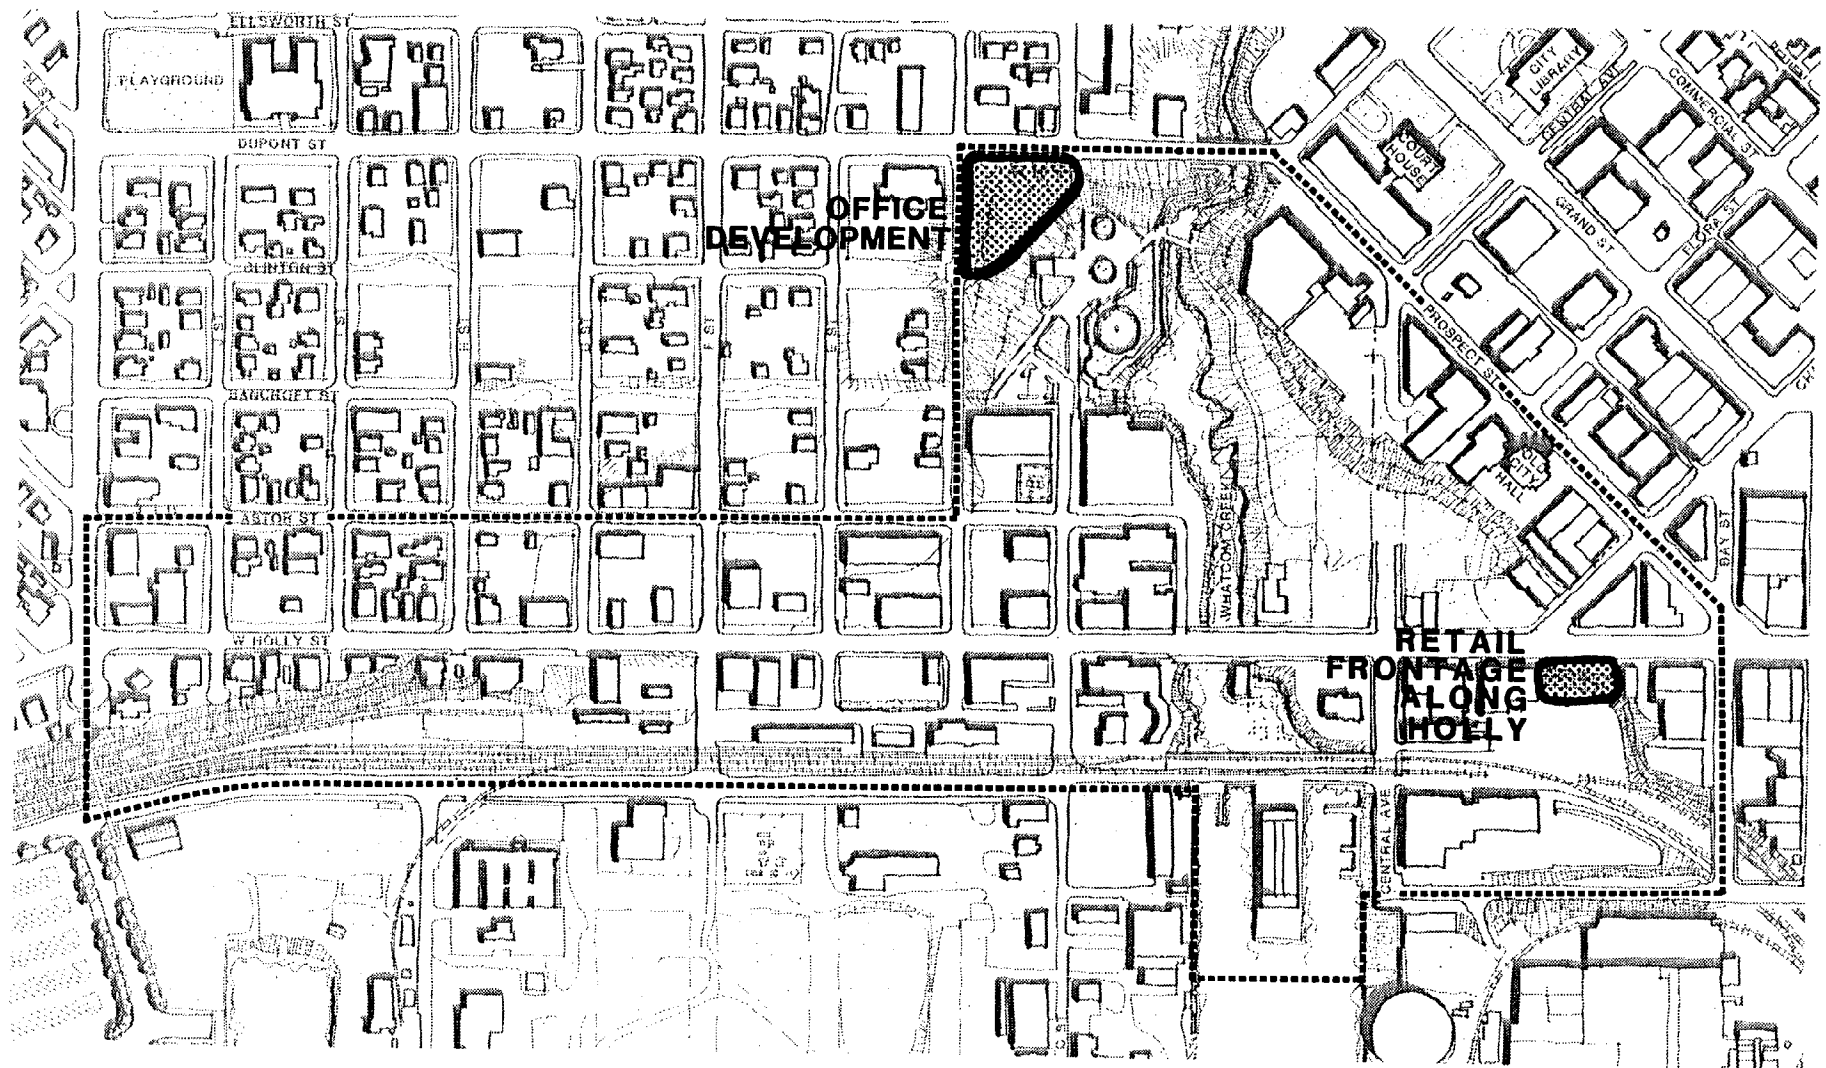 ELLSWORTH ST
PLAYGROUND
DUPONT ST
CITY
LIBRARY
CENTRAL AVE
COMMERCIAL ST
COURT
HOUSE
GRAND ST
FLORA ST
OFFICE
DEVELOPMENT
CLINTON ST
F ST
PROSPECT ST
BANCROFT ST
OLD
CITY
HALL
ASTOR ST
WHATCOM CREEK
BAY ST
W HOLLY ST
RETAIL
FRONTAGE
ALONG
HOLLY
CENTRAL AVE